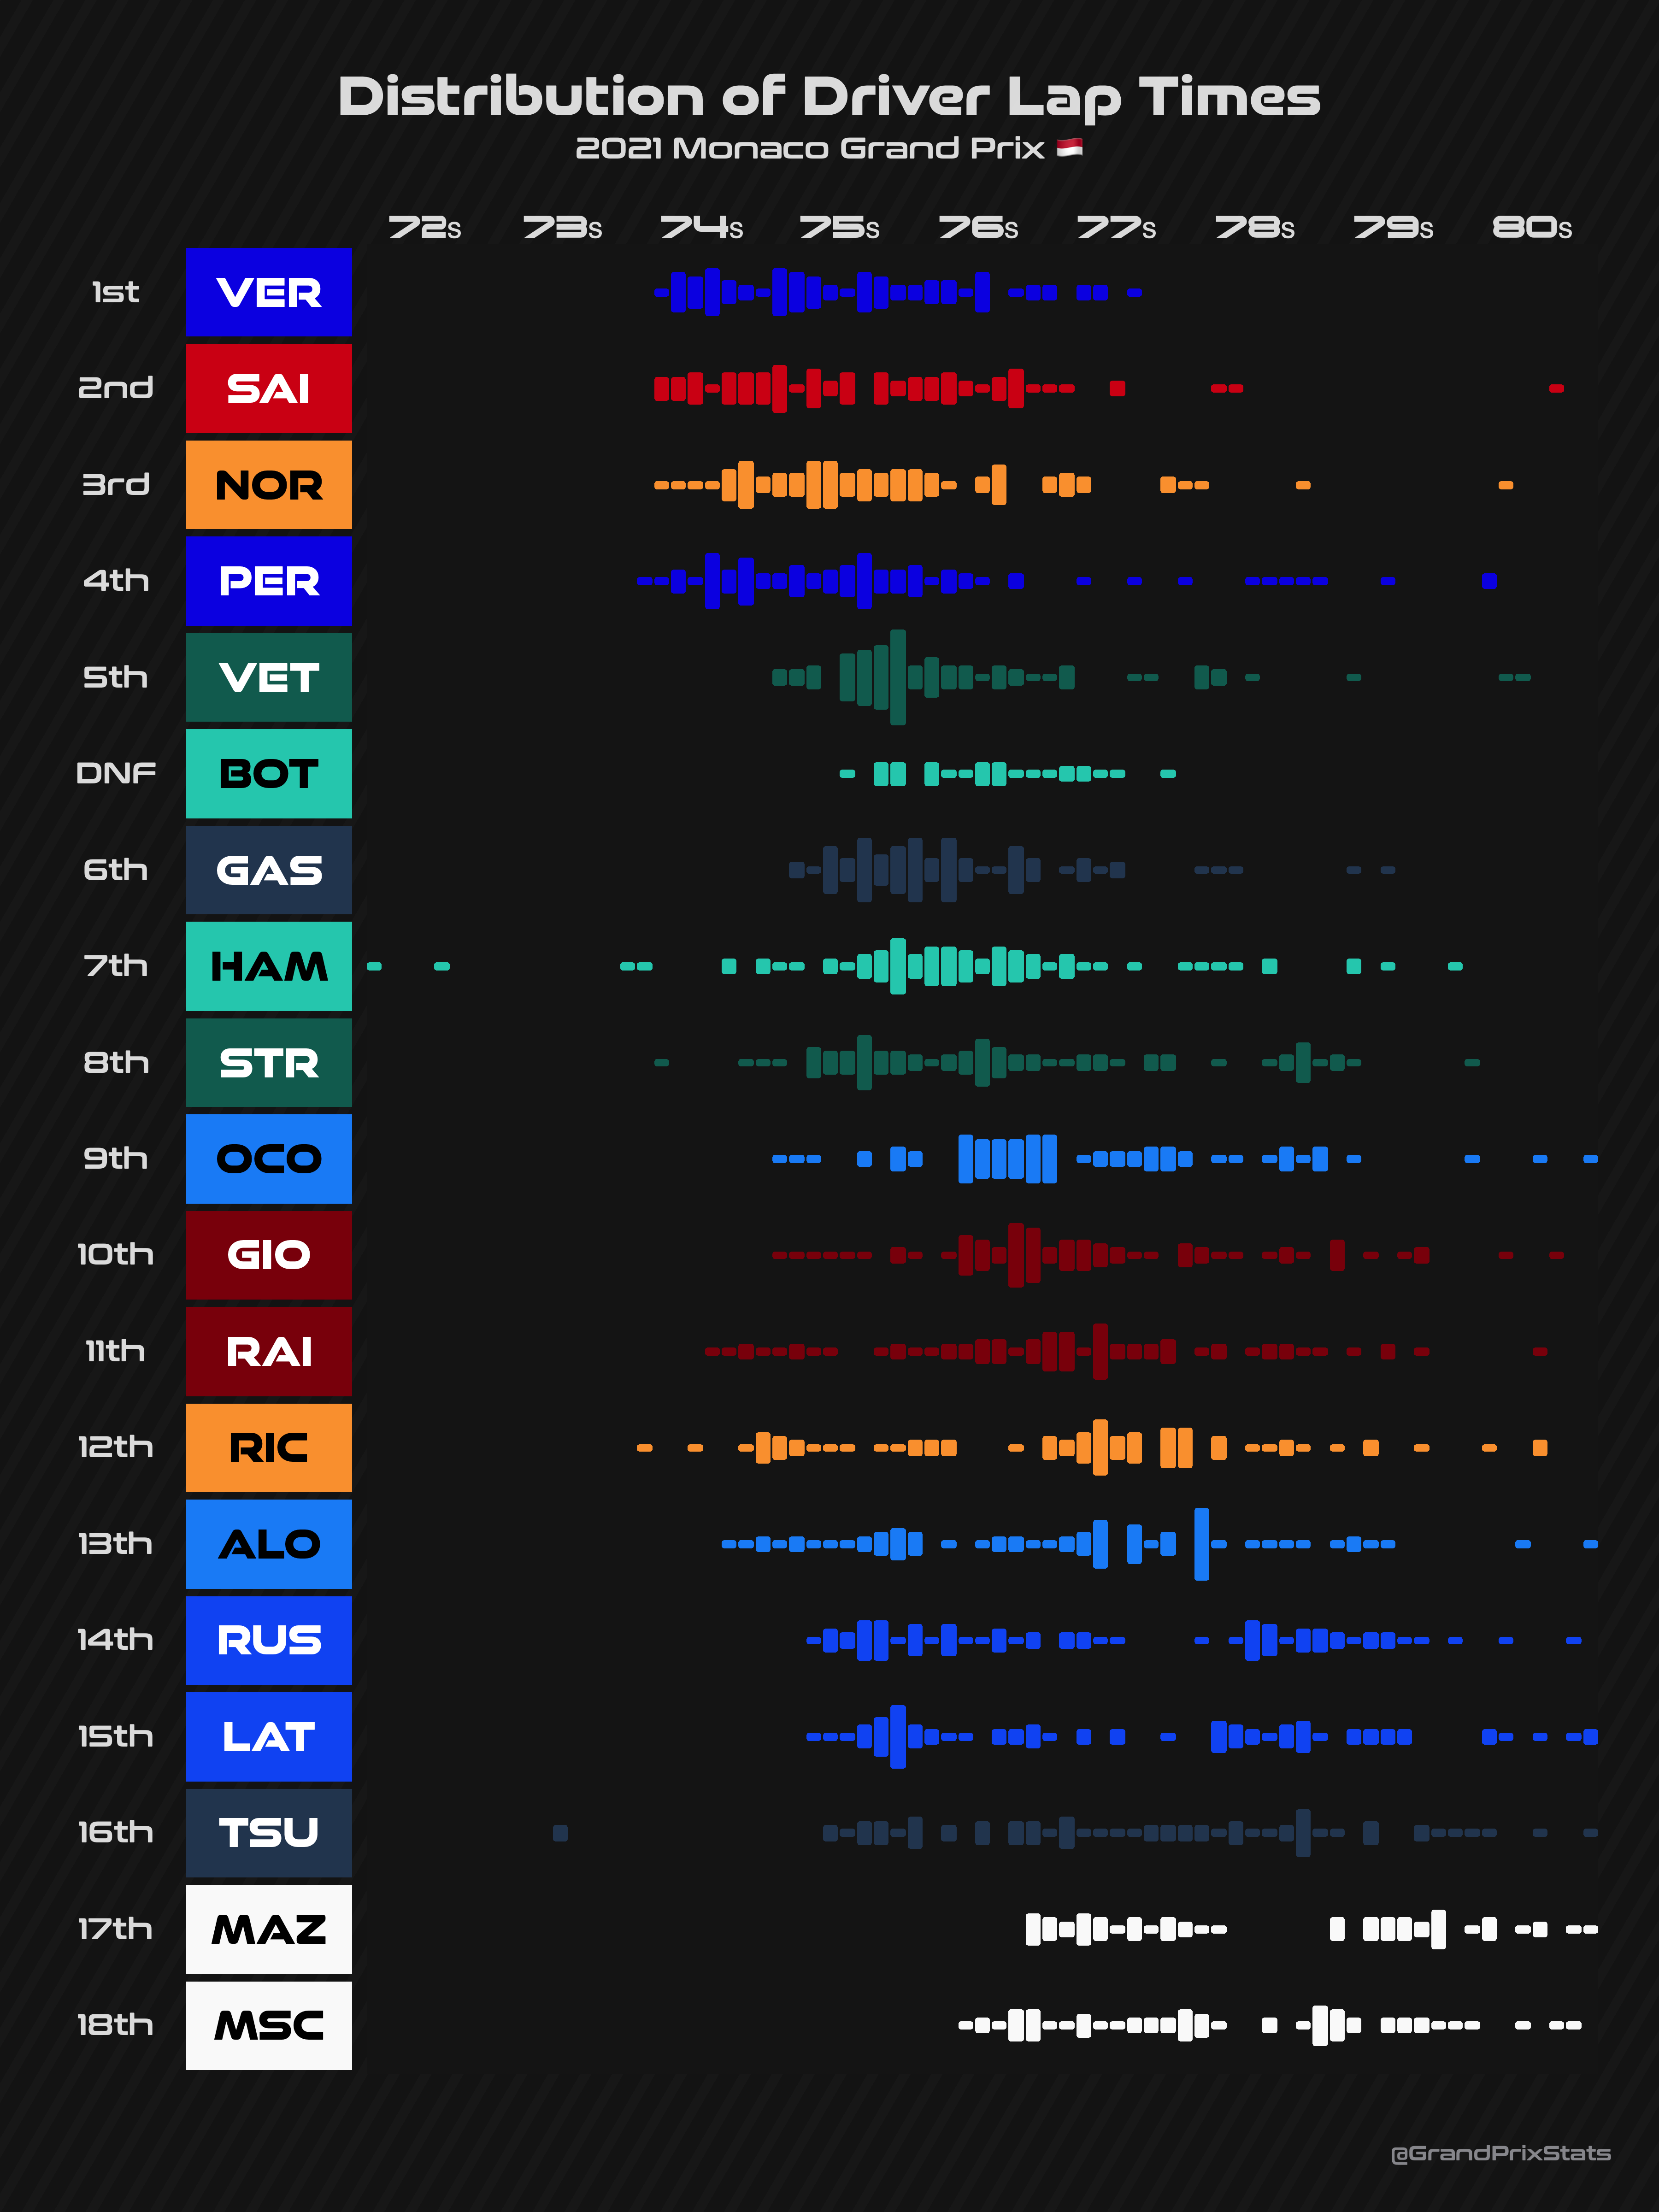 Distribution of Driver Lap Times
2021 Monaco Grand Prix 🇮🇩
72s 73s 74s 75s 76s 77s 78s 79s 80s
1st VER
2nd SAI
3rd NOR
4th PER
5th VET
DNF BOT
6th GAS
7th HAM
8th STR
9th OCO
10th GIO
11th RAI
12th RIC
13th ALO
14th RUS
15th LAT
16th TSU
17th MAZ
18th MSC
@GrandPrixStats